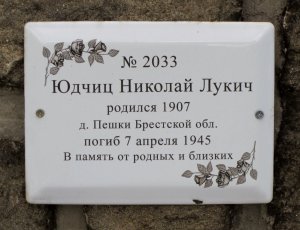 № 2033
Юдчиц Николай Лукич
родился 1907
д. Пешки Брестской обл.
погиб 7 апреля 1945
В память от родных и близких